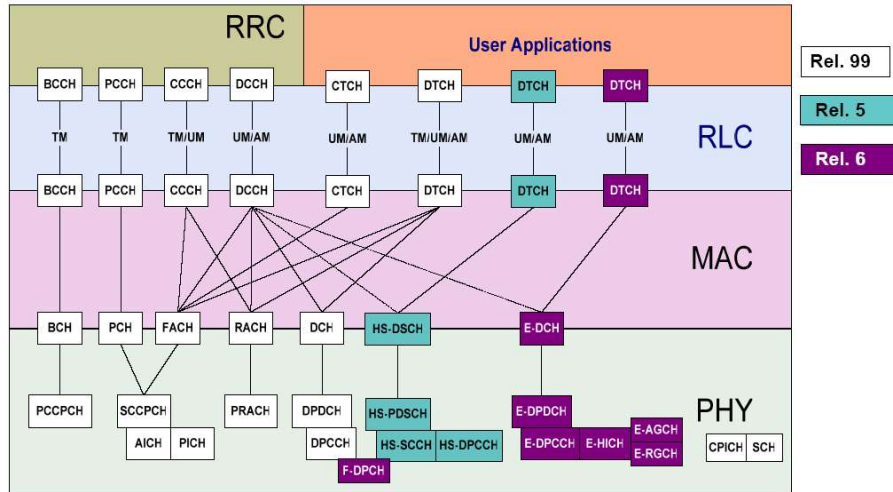 RRC
User Applications
Rel. 99
Rel. 5
Rel. 6
BCCH PCCH CCCH DCCH CTCH DTCH DTCH DTCH
TM TM TM/UM UM/AM UM/AM TM/UM/AM UM/AM UM/AM
RLC
BCCH PCCH CCCH DCCH CTCH DTCH DTCH DTCH
MAC
BCH PCH FACH RACH DCH HS-DSCH E-DCH
PHY
PCCPCH SCCPCH PRACH DPDCH HS-PDSCH E-DPDCH
E-AGCH
AICH PICH DPCCH HS-SCCH HS-DPCCH E-DPCCH E-HICH
E-RGCH
CPICH SCH
F-DPCH